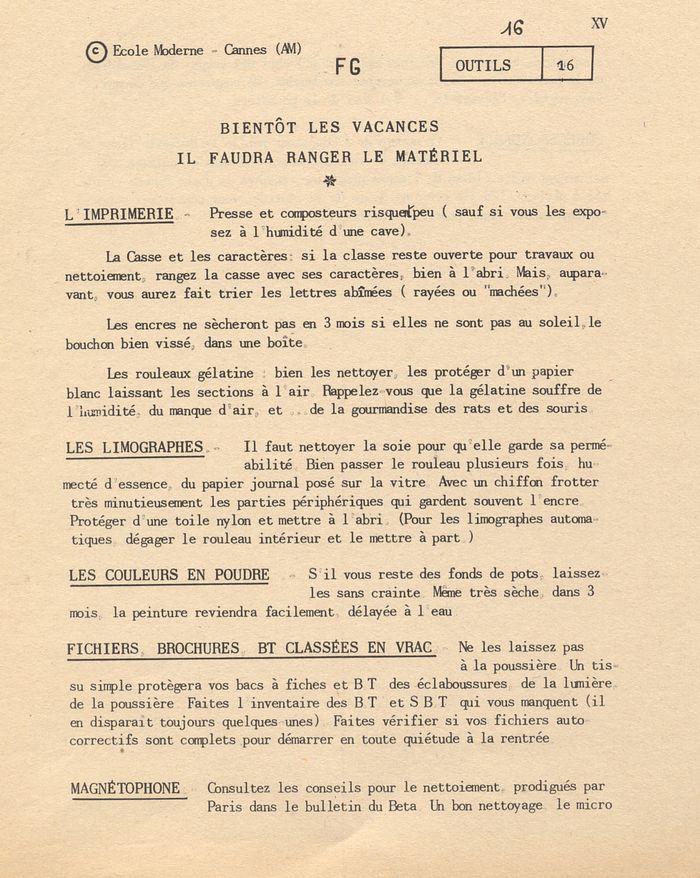 16
XV
© Ecole Moderne - Cannes (AM)
FG
OUTILS 16
BIENTÔT LES VACANCES
IL FAUDRA RANGER LE MATÉRIEL
*
L'IMPRIMERIE - Presse et composteurs risquent peu ( sauf si vous les expo-
sez à l'humidité d'une cave).
La Casse et les caractères: si la classe reste ouverte pour travaux ou
nettoiement, rangez la casse avec ses caractères, bien à l'abri. Mais, aupara-
vant, vous aurez fait trier les lettres abîmées ( rayées ou "machées").
Les encres ne sècheront pas en 3 mois si elles ne sont pas au soleil, le
bouchon bien vissé, dans une boîte.
Les rouleaux gélatine : bien les nettoyer, les protéger d'un papier
blanc laissant les sections à l'air. Rappelez-vous que la gélatine souffre de
l'humidité, du manque d'air, et ...de la gourmandise des rats et des souris.
LES LIMOGRAPHES.- Il faut nettoyer la soie pour qu'elle garde sa permé-
abilité. Bien passer le rouleau plusieurs fois, hu-
mecté d'essence, du papier journal posé sur la vitre. Avec un chiffon frotter
très minutieusement les parties périphériques qui gardent souvent l'encre.
Protéger d'une toile nylon et mettre à l'abri. (Pour les limographes automa-
tiques, dégager le rouleau intérieur et le mettre à part.)
LES COULEURS EN POUDRE - S'il vous reste des fonds de pots, laissez-
les sans crainte. Même très sèche, dans 3
mois, la peinture reviendra facilement, délayée à l'eau.
FICHIERS, BROCHURES, BT CLASSÉES EN VRAC - Ne les laissez pas
à la poussière. Un tis-
su simple protègera vos bacs à fiches et B T des éclaboussures, de la lumière,
de la poussière. Faites l'inventaire des B.T et S B T qui vous manquent (il
en disparait toujours quelques-unes). Faites vérifier si vos fichiers auto-
correctifs sont complets pour démarrer en toute quiétude à la rentrée.
MAGNÉTOPHONE - Consultez les conseils pour le nettoiement, prodigués par
Paris dans le bulletin du Beta. Un bon nettoyage, le micro